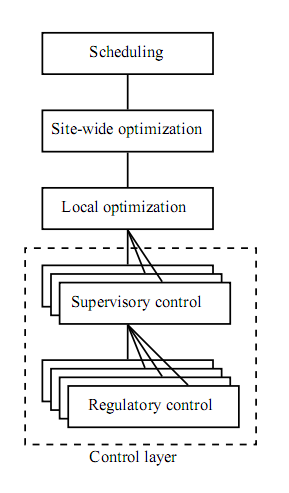 Scheduling
Site-wide optimization
Local optimization
Supervisory control
Regulatory control
Control layer